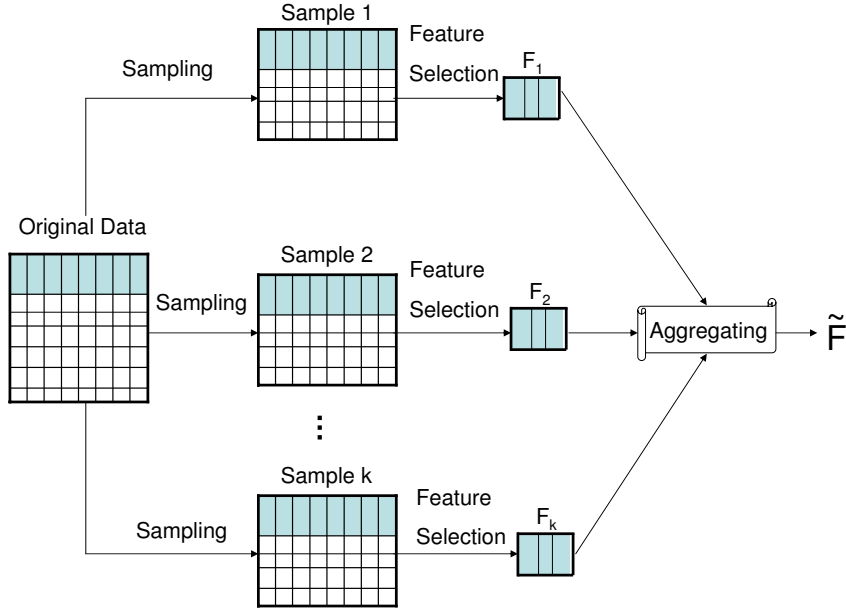 Sample 1
Feature
Selection
Sampling
F1
Original Data
Sample 2
Feature
Selection
Sampling
F2
Aggregating
F̃
⋮
Sample k
Feature
Selection
Sampling
Fk